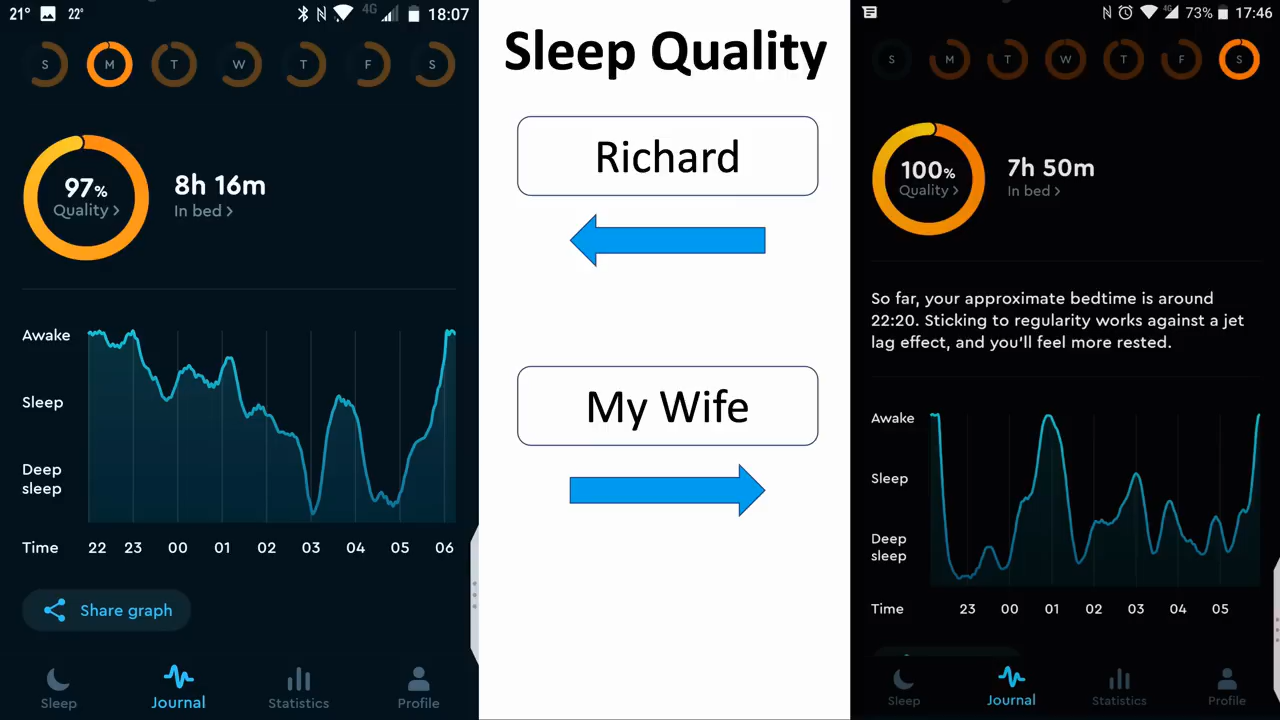 21° 22° 4G 18:07
S M T W T F S
97%
Quality >
8h 16m
In bed >
Awake
Sleep
Deep
sleep
Time 22 23 00 01 02 03 04 05 06
Share graph
Sleep Journal Statistics Profile
Sleep Quality
Richard
My Wife
4G 73% 17:46
S M T W T F S
100%
Quality >
7h 50m
In bed >
So far, your approximate bedtime is around
22:20. Sticking to regularity works against a jet
lag effect, and you'll feel more rested.
Awake
Sleep
Deep
sleep
Time 23 00 01 02 03 04 05
Sleep Journal Statistics Profile